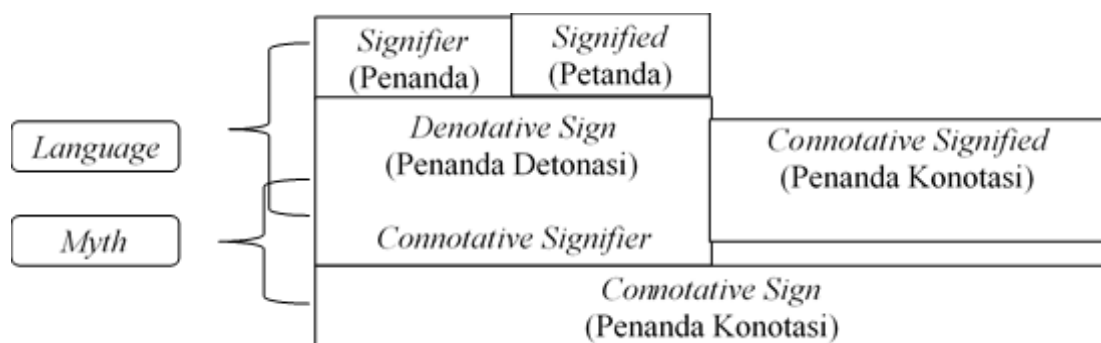 Signifier
(Penanda)
Signified
(Petanda)
Language
Denotative Sign
(Penanda Detonasi)
Connotative Signified
(Penanda Konotasi)
Myth
Connotative Signifier
Connotative Sign
(Penanda Konotasi)